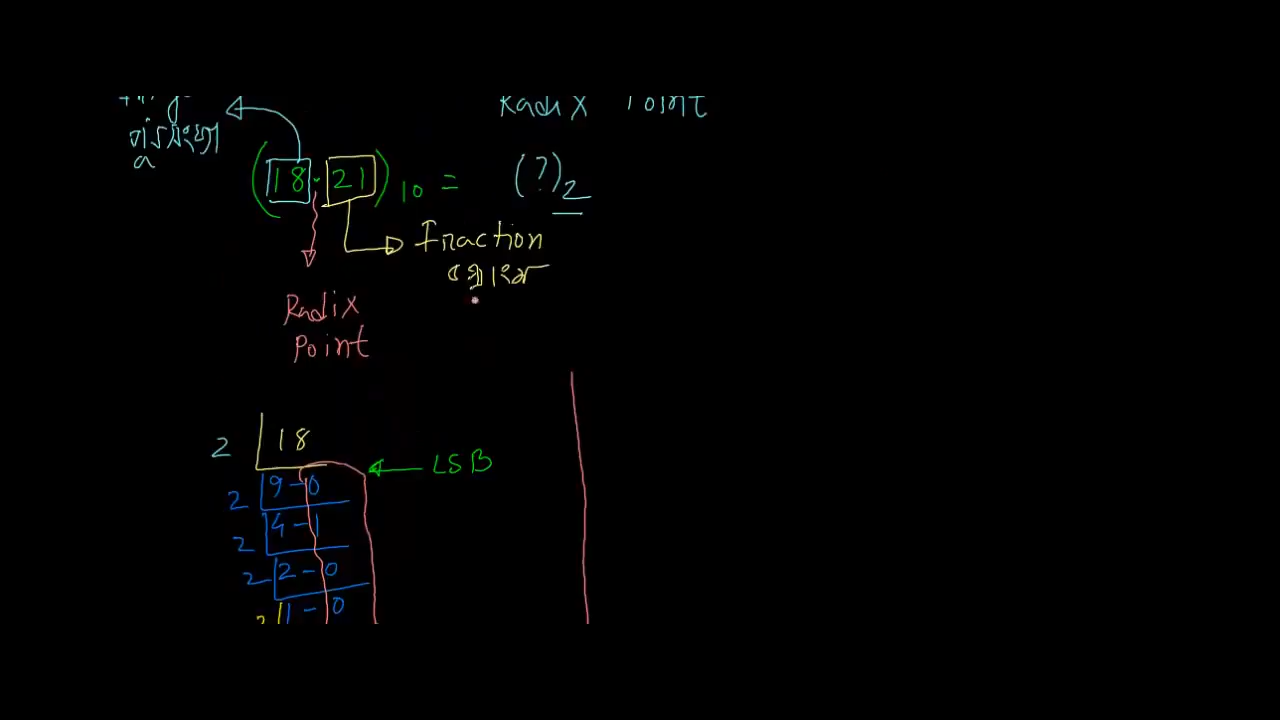 Radix Point
(18.21)10 = (?)2
Fraction
Radix
Point
2 18
LSB
2 9-0
2 4-1
2 2-0
2 1-0